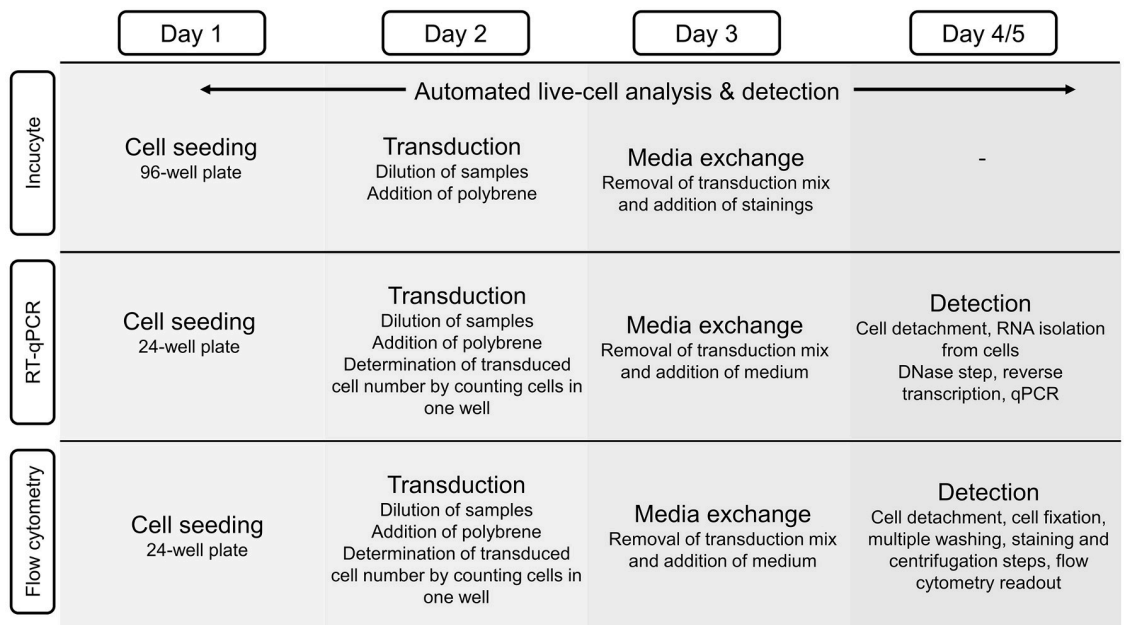 Day 1
Day 2
Day 3
Day 4/5
Incucyte
Automated live-cell analysis & detection
Cell seeding
96-well plate
Transduction
Dilution of samples
Addition of polybrene
Media exchange
Removal of transduction mix
and addition of stainings
-
RT-qPCR
Cell seeding
24-well plate
Transduction
Dilution of samples
Addition of polybrene
Determination of transduced
cell number by counting cells in
one well
Media exchange
Removal of transduction mix
and addition of medium
Detection
Cell detachment, RNA isolation
from cells
DNase step, reverse
transcription, qPCR
Flow cytometry
Cell seeding
24-well plate
Transduction
Dilution of samples
Addition of polybrene
Determination of transduced
cell number by counting cells in
one well
Media exchange
Removal of transduction mix
and addition of medium
Detection
Cell detachment, cell fixation,
multiple washing, staining and
centrifugation steps, flow
cytometry readout